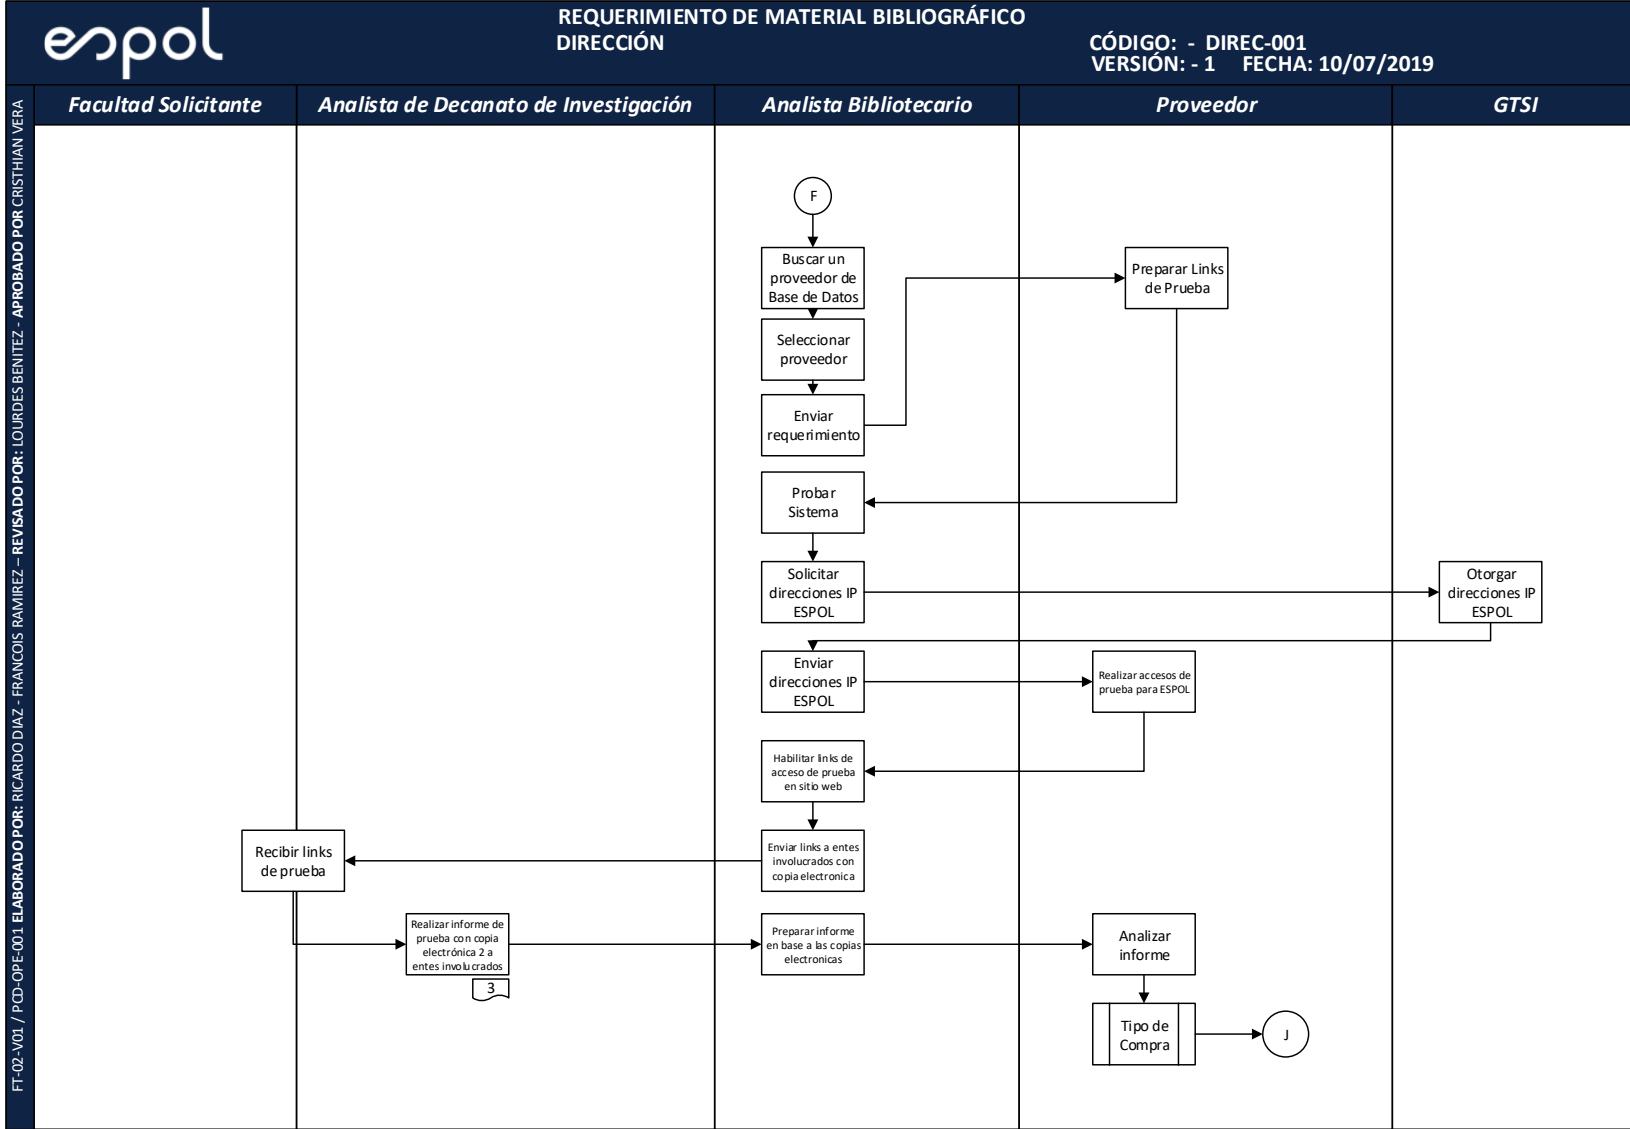 espol
REQUERIMIENTO DE MATERIAL BIBLIOGRÁFICO
DIRECCIÓN
CÓDIGO: - DIREC-001
VERSIÓN: - 1 FECHA: 10/07/2019
FT-02-V01 / PCD-OPE-001 ELABORADO POR: RICARDO DIAZ - FRANCOIS RAMIREZ – REVISADO POR: LOURDES BENITEZ - APROBADO POR CRISTHIAN VERA
Facultad Solicitante
Analista de Decanato de Investigación
Analista Bibliotecario
Proveedor
GTSI
F
Buscar un
proveedor de
Base de Datos
Preparar Links
de Prueba
Seleccionar
proveedor
Enviar
requerimiento
Probar
Sistema
Solicitar
direcciones IP
ESPOL
Otorgar
direcciones IP
ESPOL
Enviar
direcciones IP
ESPOL
Realizar accesos de
prueba para ESPOL
Habilitar links de
acceso de prueba
en sitio web
Recibir links
de prueba
Enviar links a entes
involucrados con
copia electronica
Realizar informe de
prueba con copia
electrónica 2 a
entes involucrados
3
Preparar informe
en base a las copias
electronicas
Analizar
informe
Tipo de
Compra
J